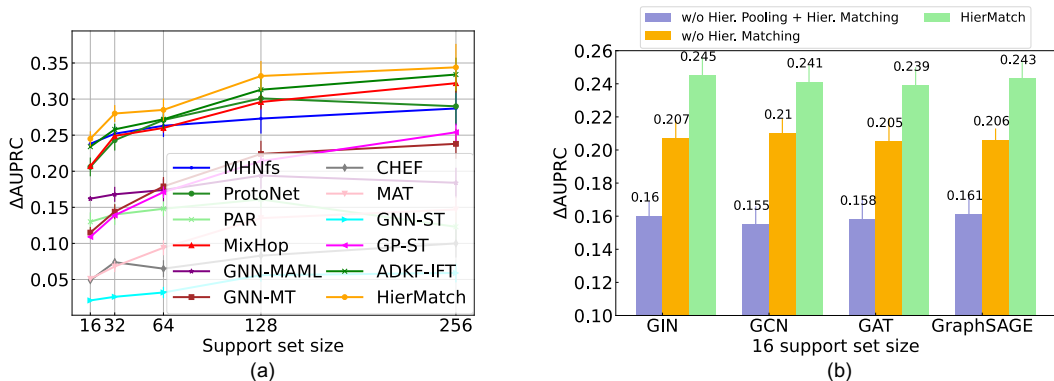 ΔAUPRC
0.35
0.30
0.25
0.20
0.15
0.10
0.05
16 32 64 128 256
Support set size
MHNfs
ProtoNet
PAR
MixHop
GNN-MAML
GNN-MT
CHEF
MAT
GNN-ST
GP-ST
ADKF-IFT
HierMatch
(a)
w/o Hier. Pooling + Hier. Matching
w/o Hier. Matching
HierMatch
ΔAUPRC
0.26
0.24
0.22
0.20
0.18
0.16
0.14
0.12
0.10
0.16 0.207 0.245
0.155 0.21 0.241
0.158 0.205 0.239
0.161 0.206 0.243
GIN GCN GAT GraphSAGE
16 support set size
(b)